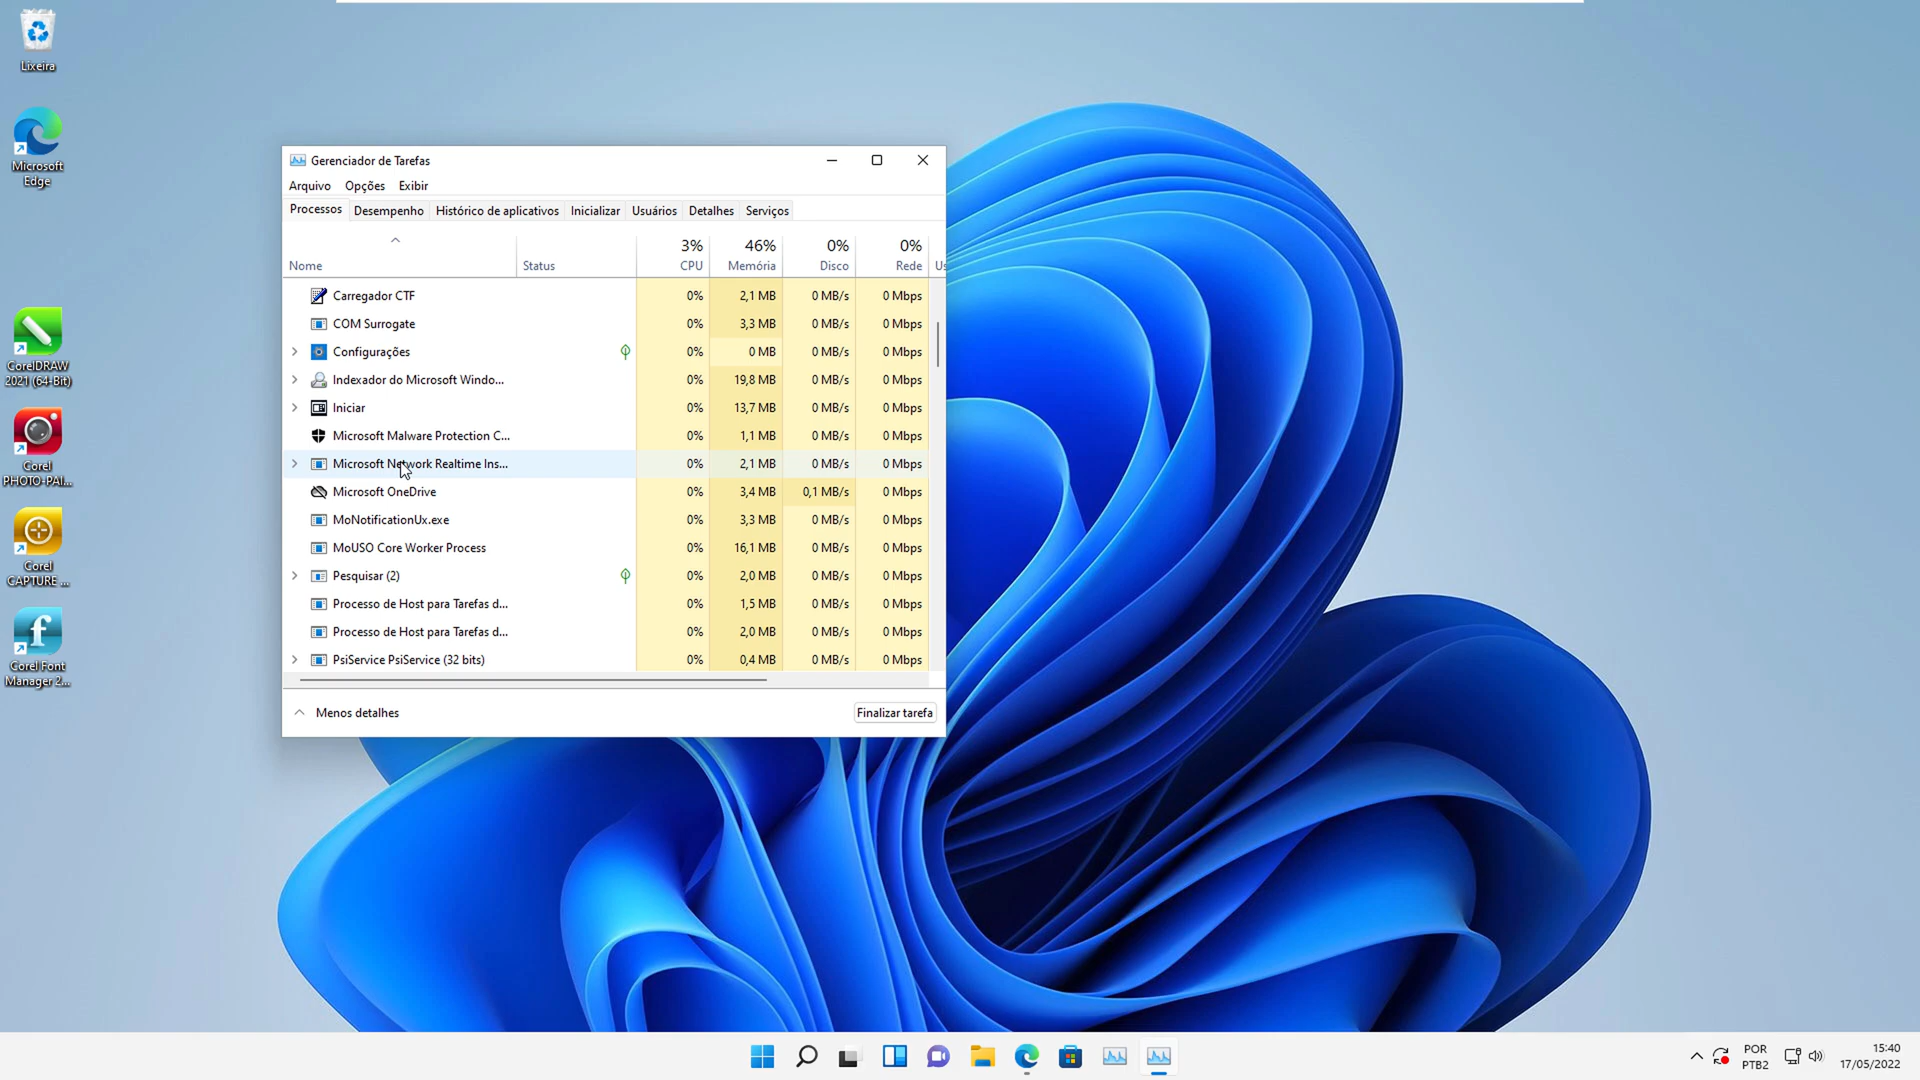 Lixeira
Microsoft
Edge
CorelDRAW
2021 (64-Bit)
Corel
PHOTO-PAI...
Corel
CAPTURE ...
Corel Font
Manager 2...
Gerenciador de Tarefas
Arquivo Opções Exibir
Processos Desempenho Histórico de aplicativos Inicializar Usuários Detalhes Serviços
3% 46% 0% 0%
Nome Status CPU Memória Disco Rede Us
Carregador CTF 0% 2,1 MB 0 MB/s 0 Mbps
COM Surrogate 0% 3,3 MB 0 MB/s 0 Mbps
Configurações 0% 0 MB 0 MB/s 0 Mbps
Indexador do Microsoft Windo... 0% 19,8 MB 0 MB/s 0 Mbps
Iniciar 0% 13,7 MB 0 MB/s 0 Mbps
Microsoft Malware Protection C... 0% 1,1 MB 0 MB/s 0 Mbps
Microsoft Network Realtime Ins... 0% 2,1 MB 0 MB/s 0 Mbps
Microsoft OneDrive 0% 3,4 MB 0,1 MB/s 0 Mbps
MoNotificationUx.exe 0% 3,3 MB 0 MB/s 0 Mbps
MoUSO Core Worker Process 0% 16,1 MB 0 MB/s 0 Mbps
Pesquisar (2) 0% 2,0 MB 0 MB/s 0 Mbps
Processo de Host para Tarefas d... 0% 1,5 MB 0 MB/s 0 Mbps
Processo de Host para Tarefas d... 0% 2,0 MB 0 MB/s 0 Mbps
PsiService PsiService (32 bits) 0% 0,4 MB 0 MB/s 0 Mbps
Menos detalhes Finalizar tarefa
POR 15:40
PTB2 17/05/2022